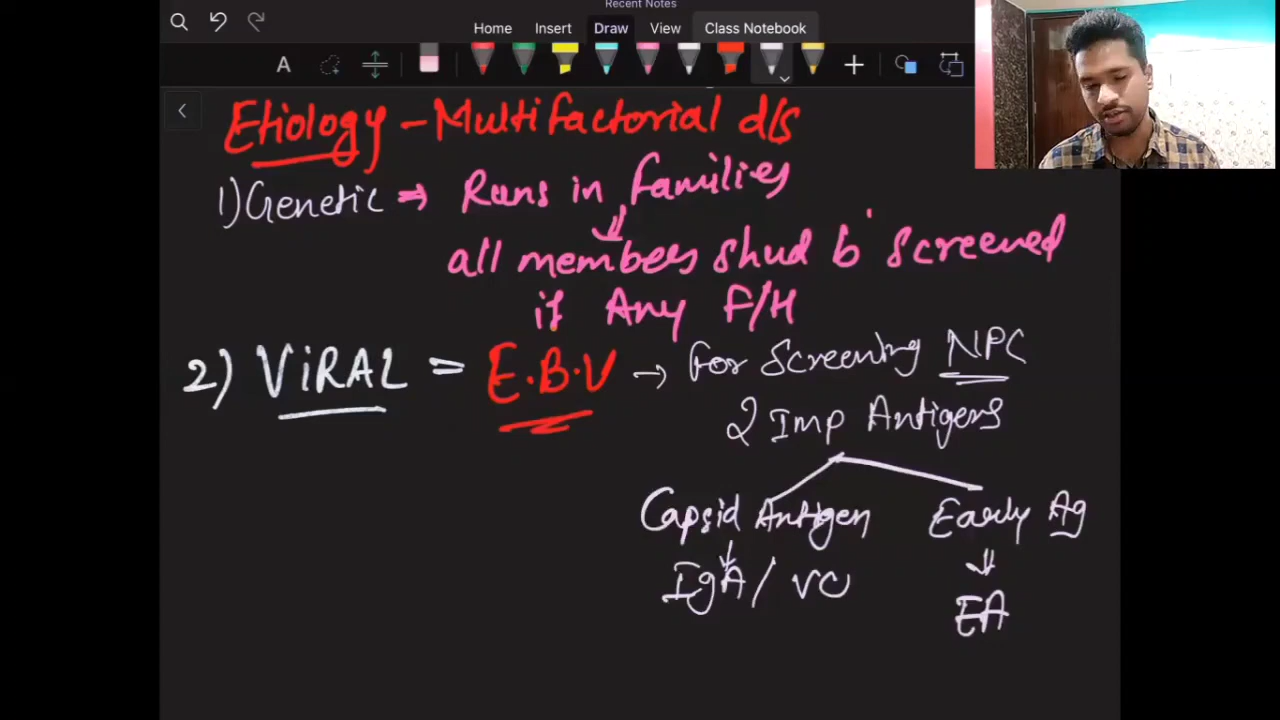 Recent Notes
Home Insert Draw View Class Notebook
A
Etiology - Multifactorial d/s
1) Genetic ⇒ Runs in families
all members shud b' screened
if Any F/H
2) ViRAL = E.B.V → For Screening NPC
2 Imp Antigens
Capsid Antigen Early Ag
IgA / VC
EA